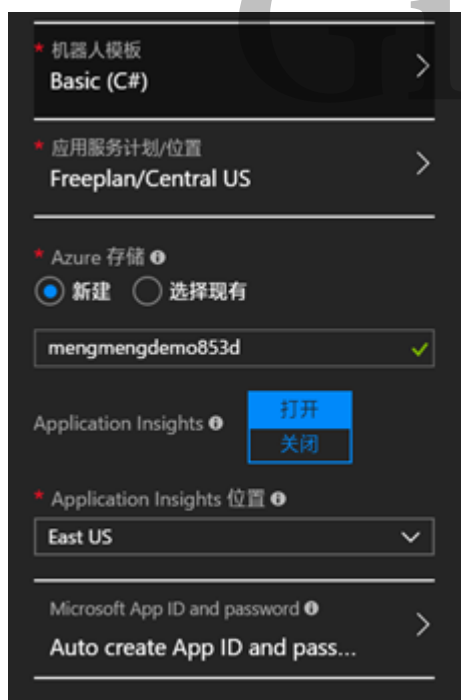 * 机器人模板
Basic (C#)
* 应用服务计划/位置
Freeplan/Central US
* Azure 存储
新建 选择现有
mengmengdemo853d
Application Insights
打开
关闭
* Application Insights 位置
East US
Microsoft App ID and password
Auto create App ID and pass...